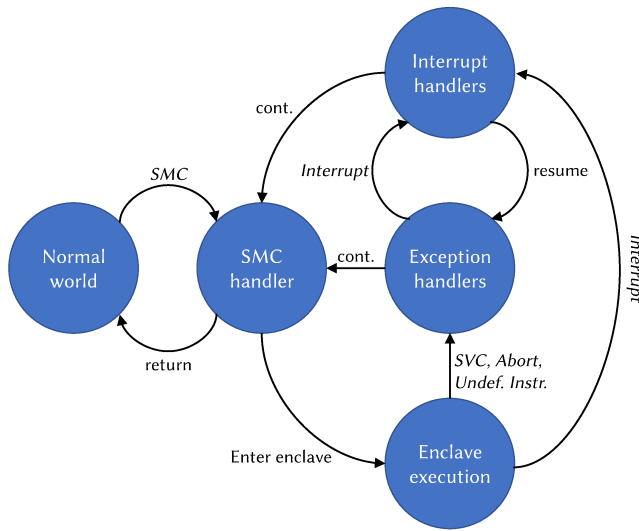 Interrupt
handlers
cont.
SMC
Interrupt
resume
Normal
world
SMC
handler
cont.
Exception
handlers
Interrupt
return
SVC, Abort,
Undef. Instr.
Enter enclave
Enclave
execution